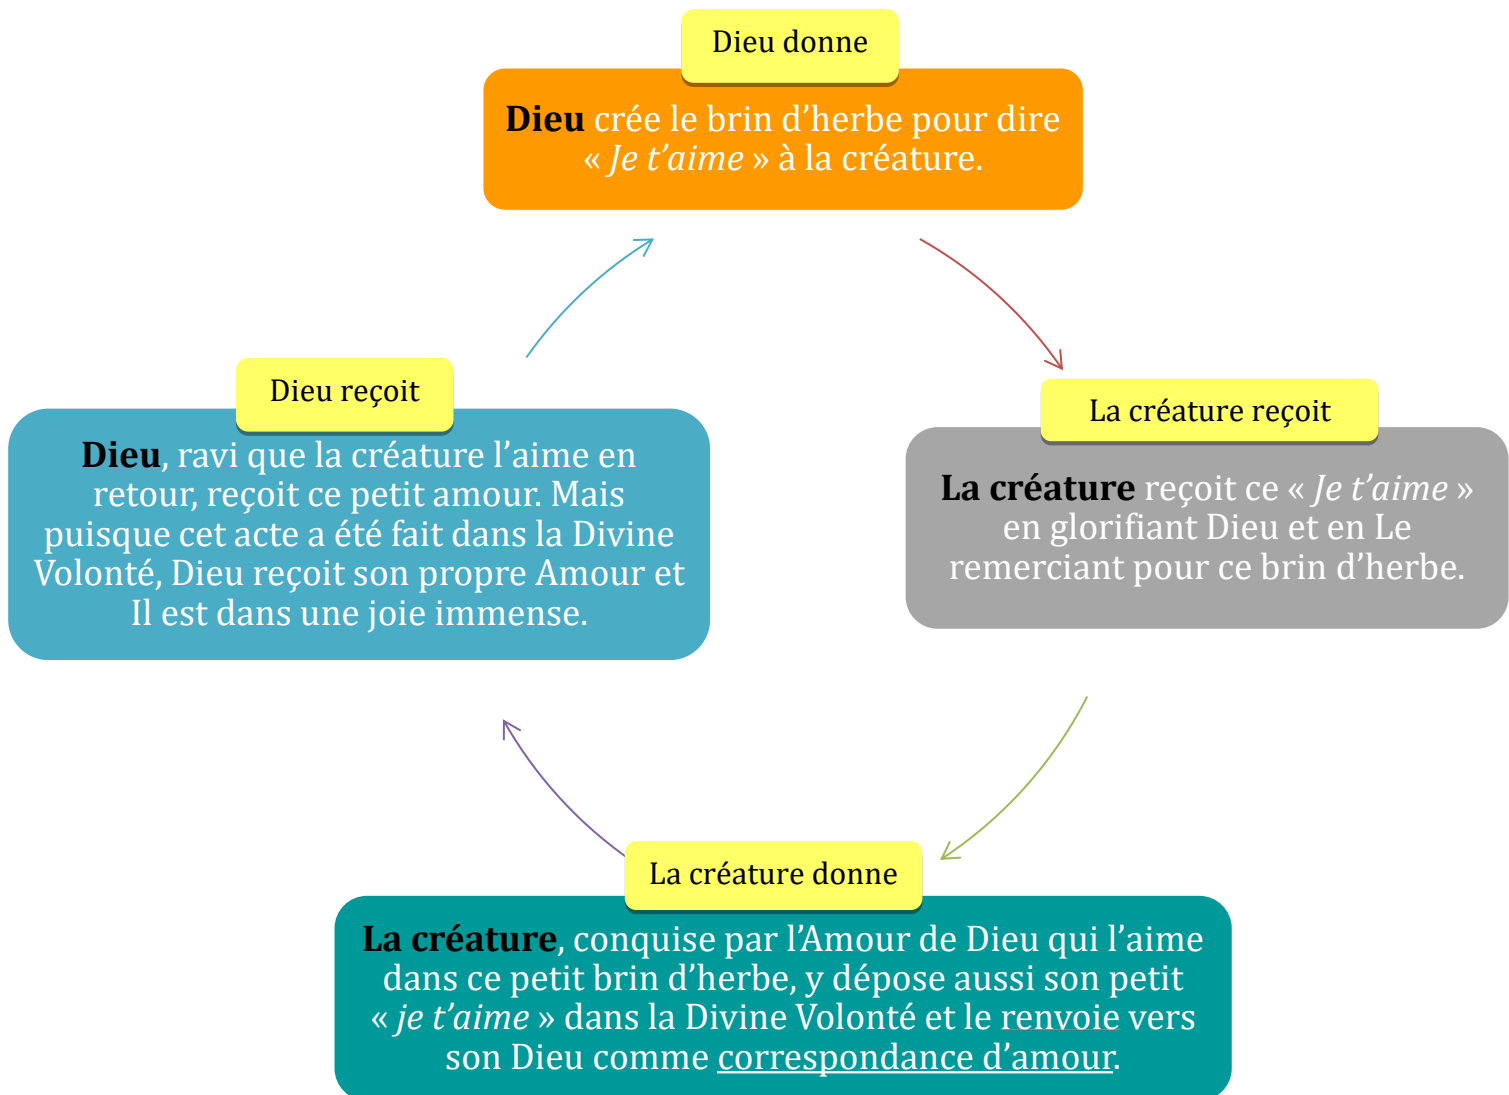 Dieu donne
Dieu crée le brin d’herbe pour dire
« Je t’aime » à la créature.
La créature reçoit
La créature reçoit ce « Je t’aime »
en glorifiant Dieu et en Le
remerciant pour ce brin d’herbe.
La créature donne
La créature, conquise par l’Amour de Dieu qui l’aime
dans ce petit brin d’herbe, y dépose aussi son petit
« je t’aime » dans la Divine Volonté et le renvoie vers
son Dieu comme correspondance d’amour.
Dieu reçoit
Dieu, ravi que la créature l’aime en
retour, reçoit ce petit amour. Mais
puisque cet acte a été fait dans la Divine
Volonté, Dieu reçoit son propre Amour et
Il est dans une joie immense.